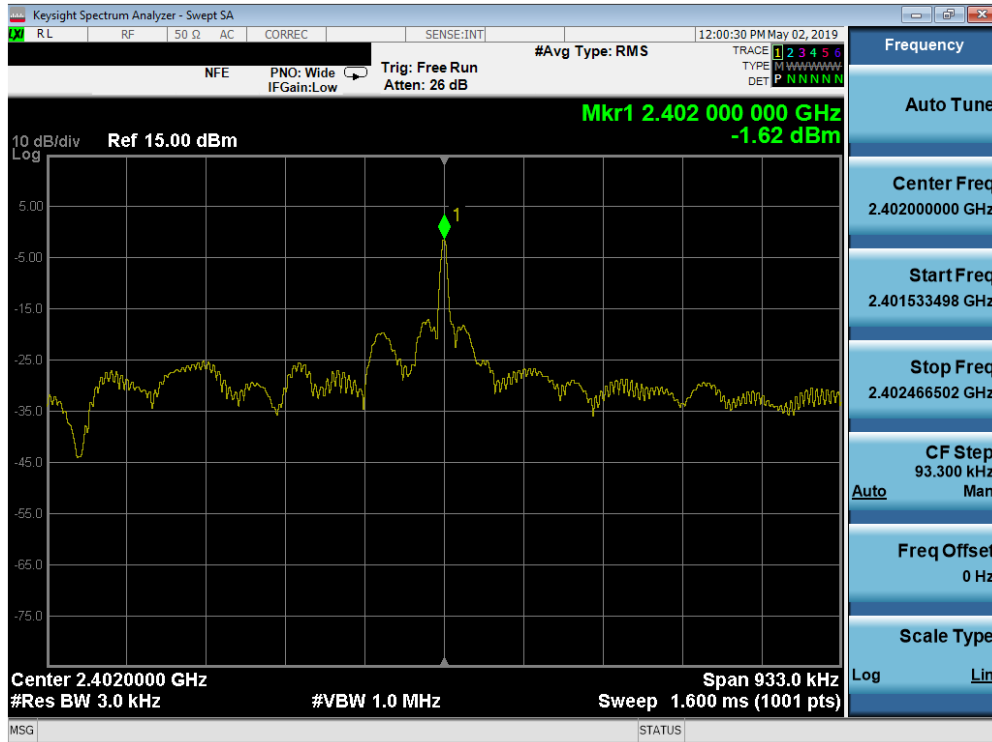 Keysight Spectrum Analyzer - Swept SA
LXI RL RF 50 Ω AC CORREC SENSE:INT 12:00:30 PM May 02, 2019
Frequency
#Avg Type: RMS TRACE 1 2 3 4 5 6
NFE PNO: Wide Trig: Free Run TYPE M WWWWW
IFGain:Low Atten: 26 dB DET P N N N N N
Auto Tune
Mkr1 2.402 000 000 GHz
-1.62 dBm
10 dB/div Ref 15.00 dBm
Log
1
5.00
-5.00
-15.0
-25.0
-35.0
-45.0
-55.0
-65.0
-75.0
Center 2.4020000 GHz Span 933.0 kHz
#Res BW 3.0 kHz #VBW 1.0 MHz Sweep 1.600 ms (1001 pts)
Center Freq
2.402000000 GHz
Start Freq
2.401533498 GHz
Stop Freq
2.402466502 GHz
CF Step
93.300 kHz
Auto Man
Freq Offset
0 Hz
Scale Type
Log Lin
MSG STATUS